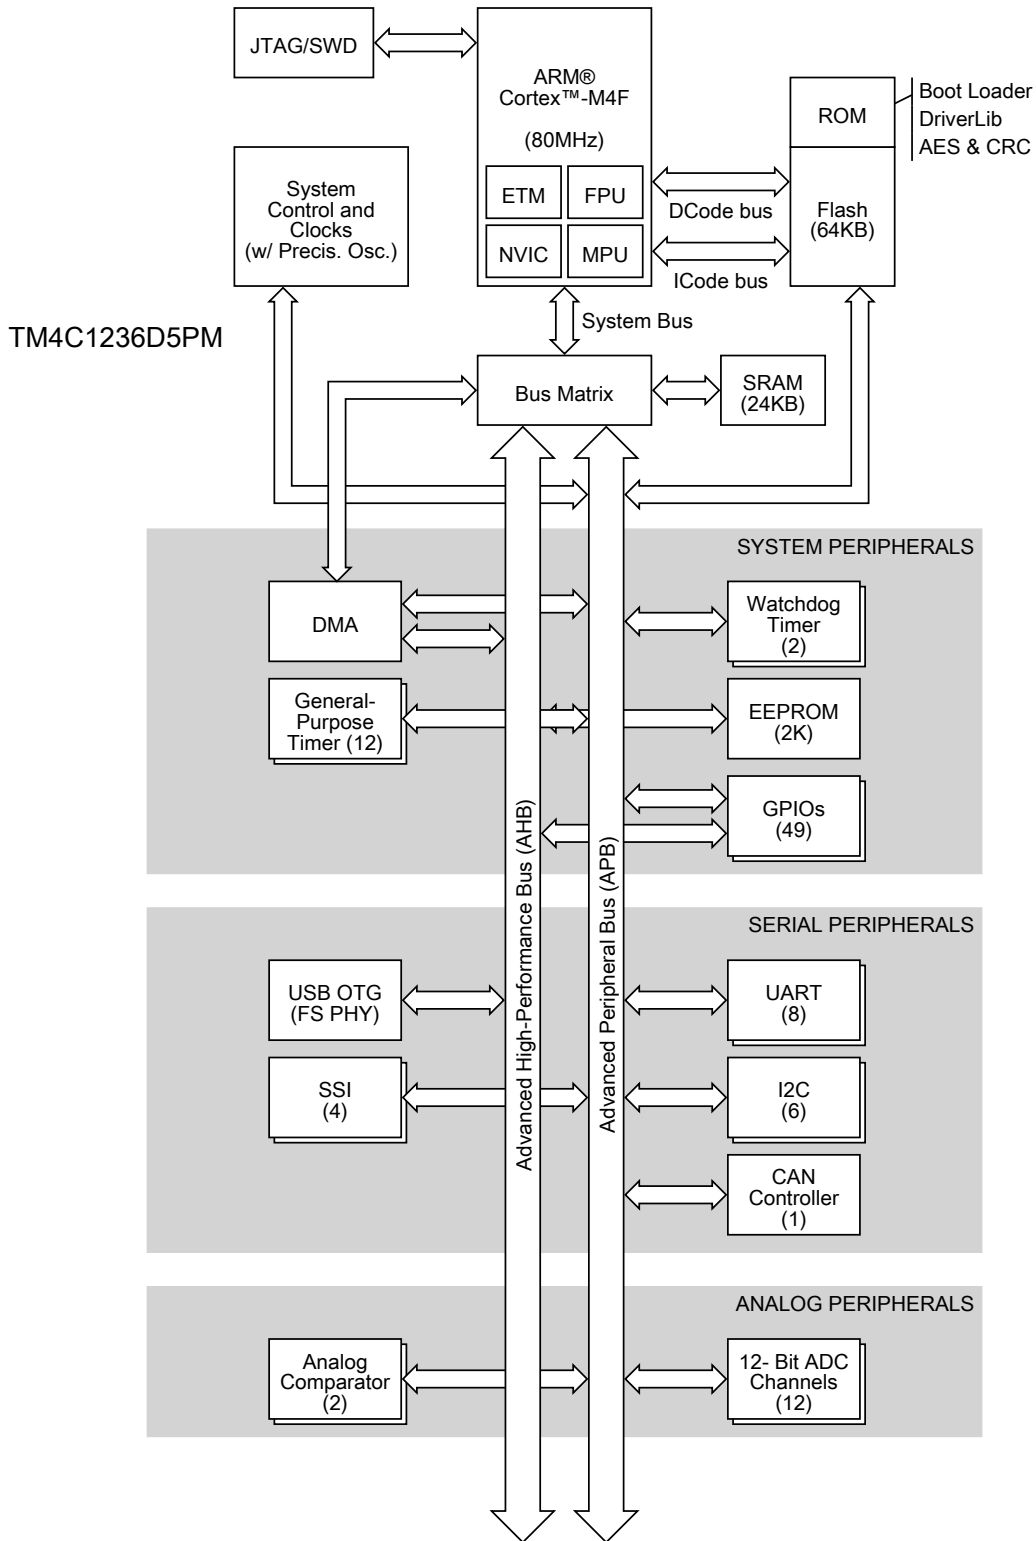 JTAG/SWD
ARM®
Cortex™-M4F
(80MHz)
ETM
FPU
NVIC
MPU
ROM
Boot Loader
DriverLib
AES & CRC
Flash
(64KB)
DCode bus
ICode bus
System
Control and
Clocks
(w/ Precis. Osc.)
TM4C1236D5PM
System Bus
Bus Matrix
SRAM
(24KB)
SYSTEM PERIPHERALS
DMA
Watchdog
Timer
(2)
General-
Purpose
Timer (12)
EEPROM
(2K)
GPIOs
(49)
Advanced High-Performance Bus (AHB)
Advanced Peripheral Bus (APB)
SERIAL PERIPHERALS
USB OTG
(FS PHY)
UART
(8)
SSI
(4)
I2C
(6)
CAN
Controller
(1)
ANALOG PERIPHERALS
Analog
Comparator
(2)
12- Bit ADC
Channels
(12)